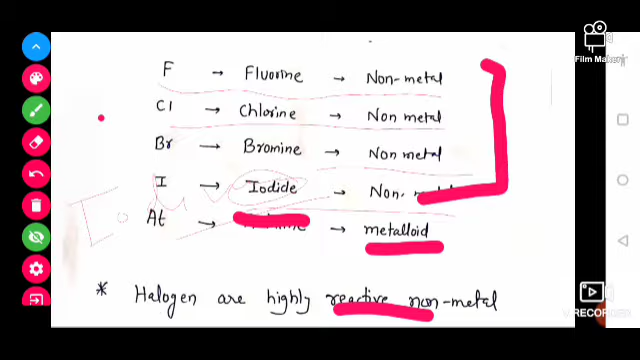 F → Fluorine → Non-metal
Cl → Chlorine → Non metal
Br → Bromine → Non metal
I → Iodide → Non-
At → → metalloid
* Halogen are highly reactive non-metal
Film Maker
RECORDER